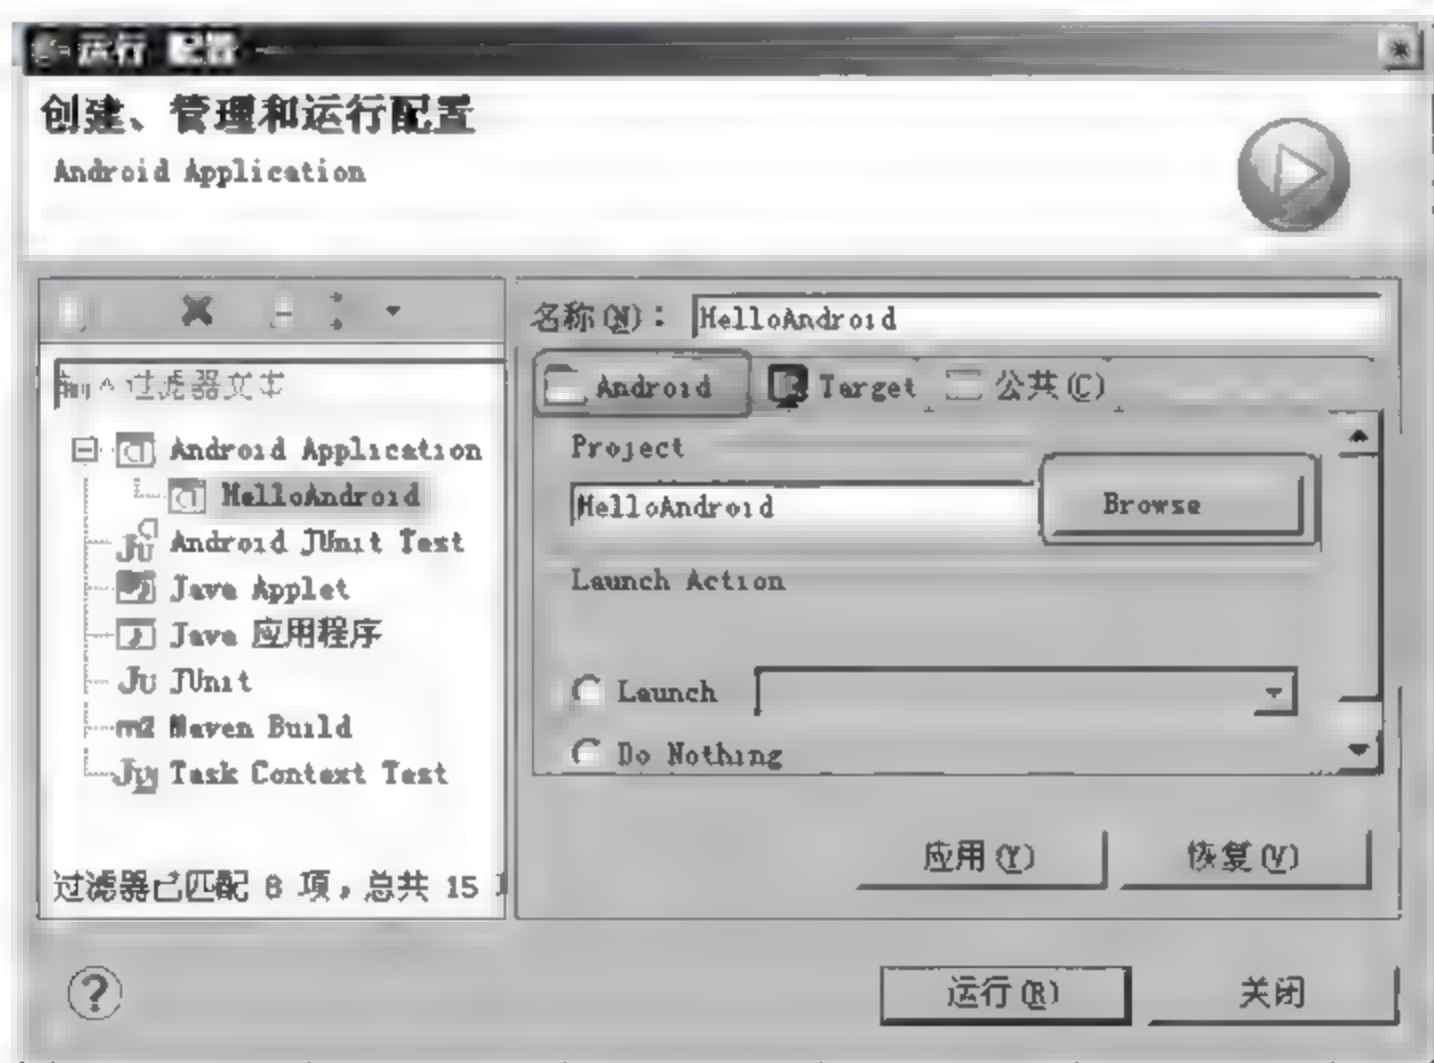 运行 配置
创建、管理和运行配置
Android Application
名称(N): HelloAndroid
过滤器文本
Android Target 公共(C)
Android Application
HelloAndroid
Android JUnit Test
Java Applet
Java 应用程序
JUnit
Maven Build
Task Context Test
过滤器已匹配 8 项，总共 15
Project
HelloAndroid Browse
Launch Action
Launch
Do Nothing
应用(Y) 恢复(V)
运行(R) 关闭